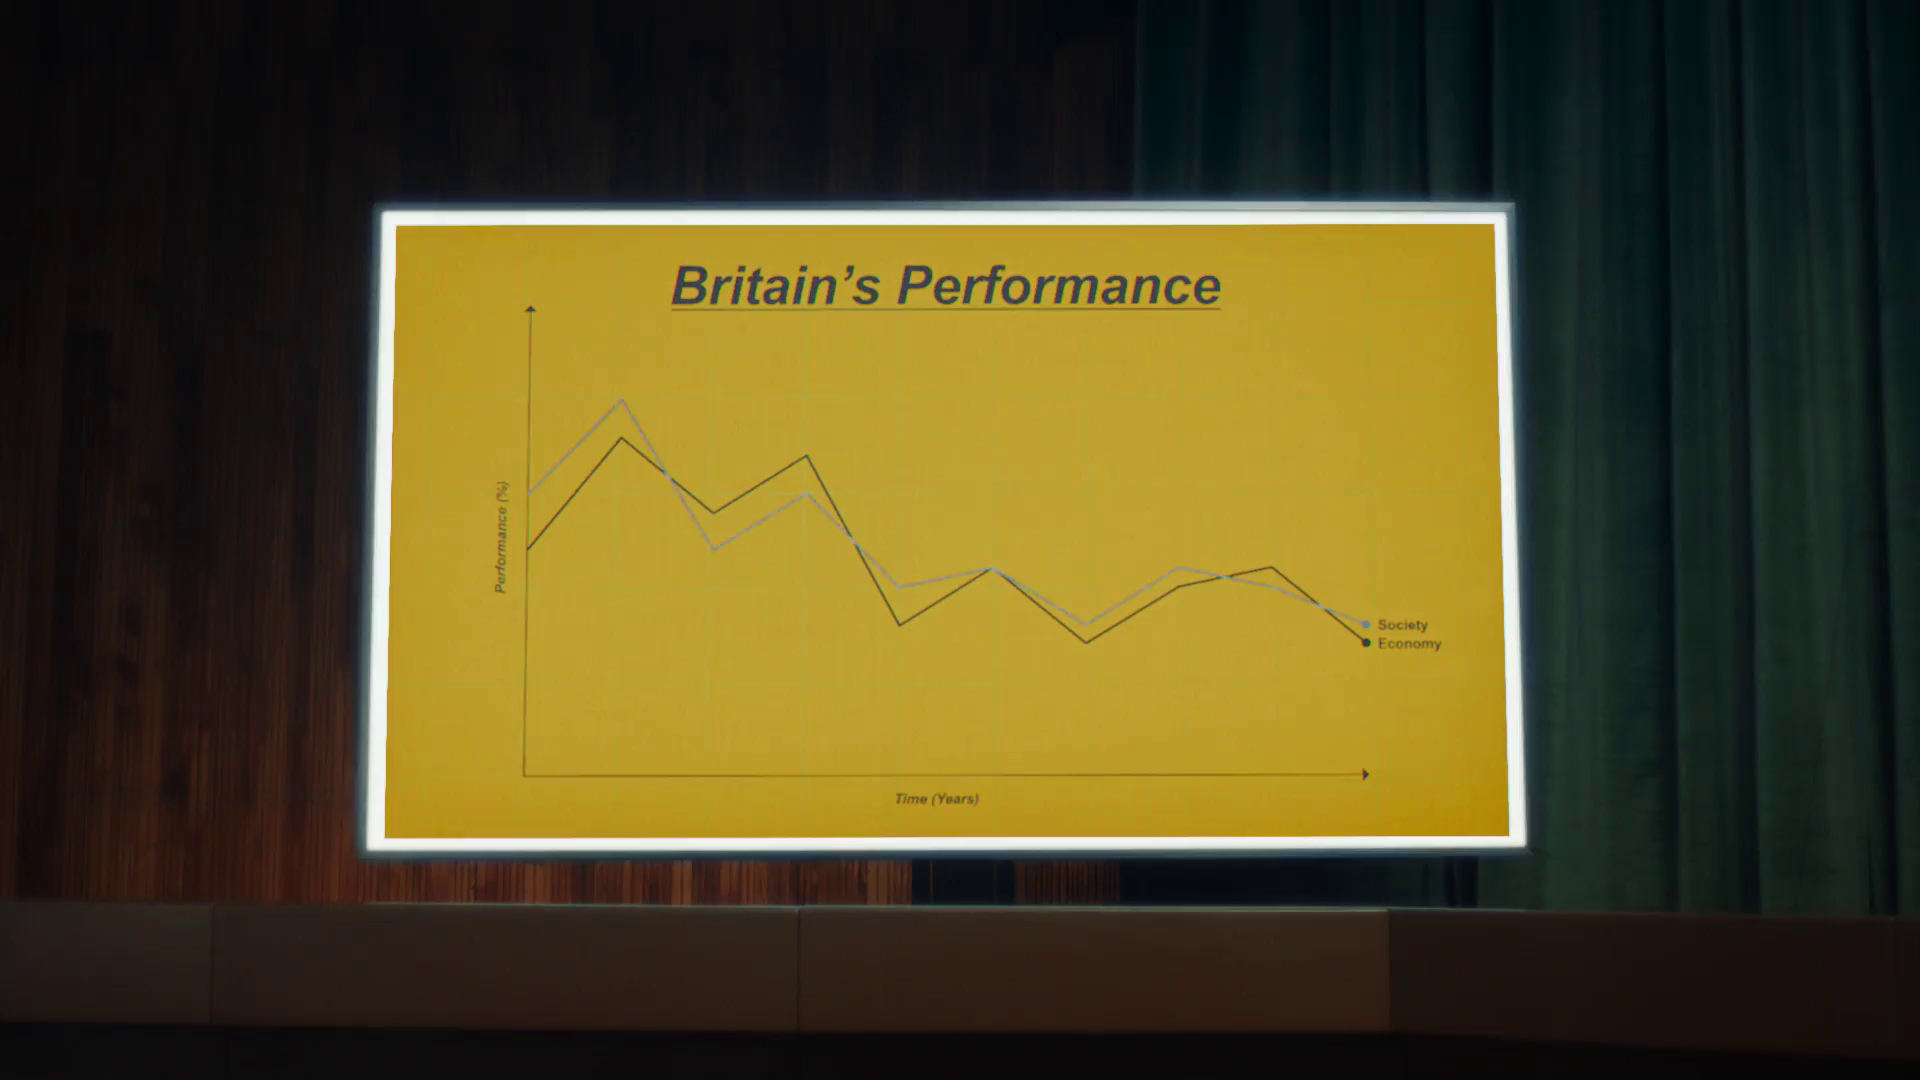 Britain’s Performance
Performance (%)
Society
Economy
Time (Years)